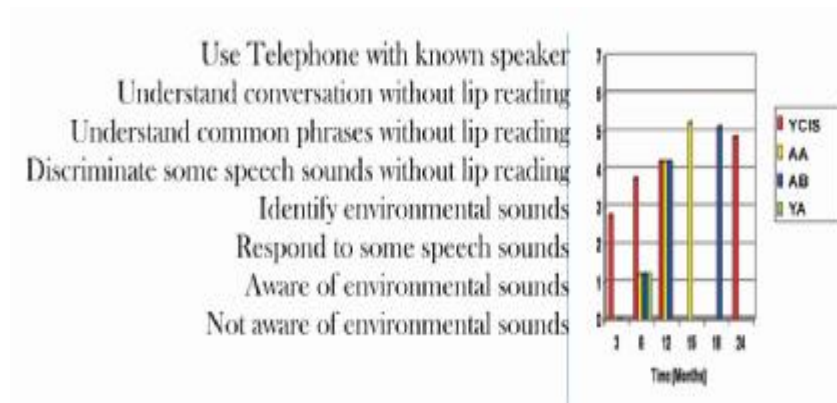 Use Telephone with known speaker
Understand conversation without lip reading
Understand common phrases without lip reading
Discriminate some speech sounds without lip reading
Identify environmental sounds
Respond to some speech sounds
Aware of environmental sounds
Not aware of environmental sounds
7
6
5
4
3
2
1
0
3 6 12 15 18 24
Time [Months]
YCIS
AA
AB
YA